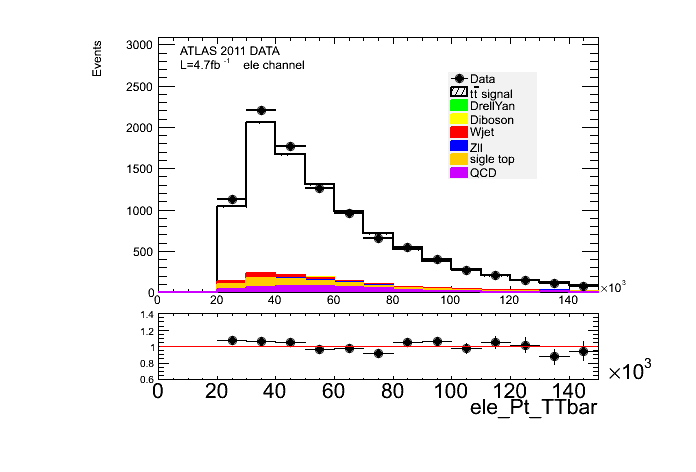 Events
3000
2500
2000
1500
1000
500
0
ATLAS 2011 DATA
L=4.7fb⁻¹ ele channel
Data
tt̄ signal
DrellYan
Diboson
Wjet
Zll
sigle top
QCD
0 20 40 60 80 100 120 140 ×10³
1.4
1.2
1
0.8
0.6
0 20 40 60 80 100 120 140
×10³
ele_Pt_TTbar